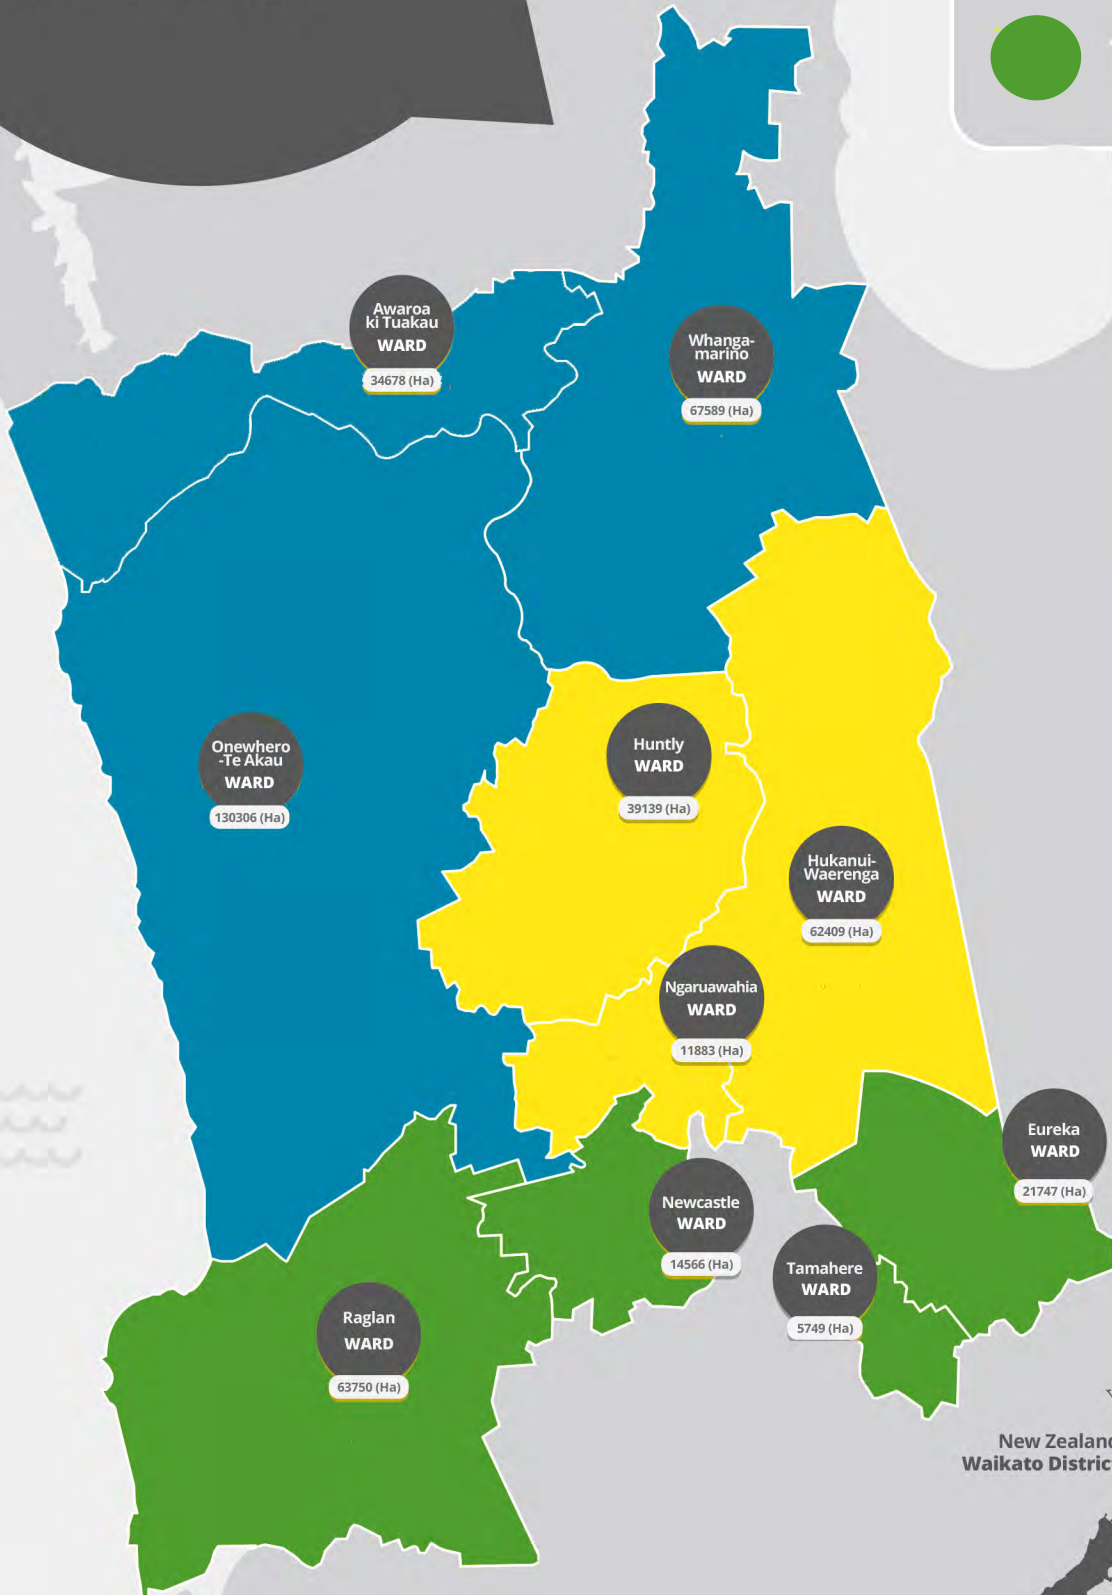 Awaroa
ki Tuakau
WARD
34678 (Ha)
Whanga-
marino
WARD
67589 (Ha)
Onewhero
-Te Akau
WARD
130306 (Ha)
Huntly
WARD
39139 (Ha)
Hukanui-
Waerenga
WARD
62409 (Ha)
Ngaruawahia
WARD
11883 (Ha)
Eureka
WARD
21747 (Ha)
Newcastle
WARD
14566 (Ha)
Tamahere
WARD
5749 (Ha)
Raglan
WARD
63750 (Ha)
New Zealand
Waikato Distric